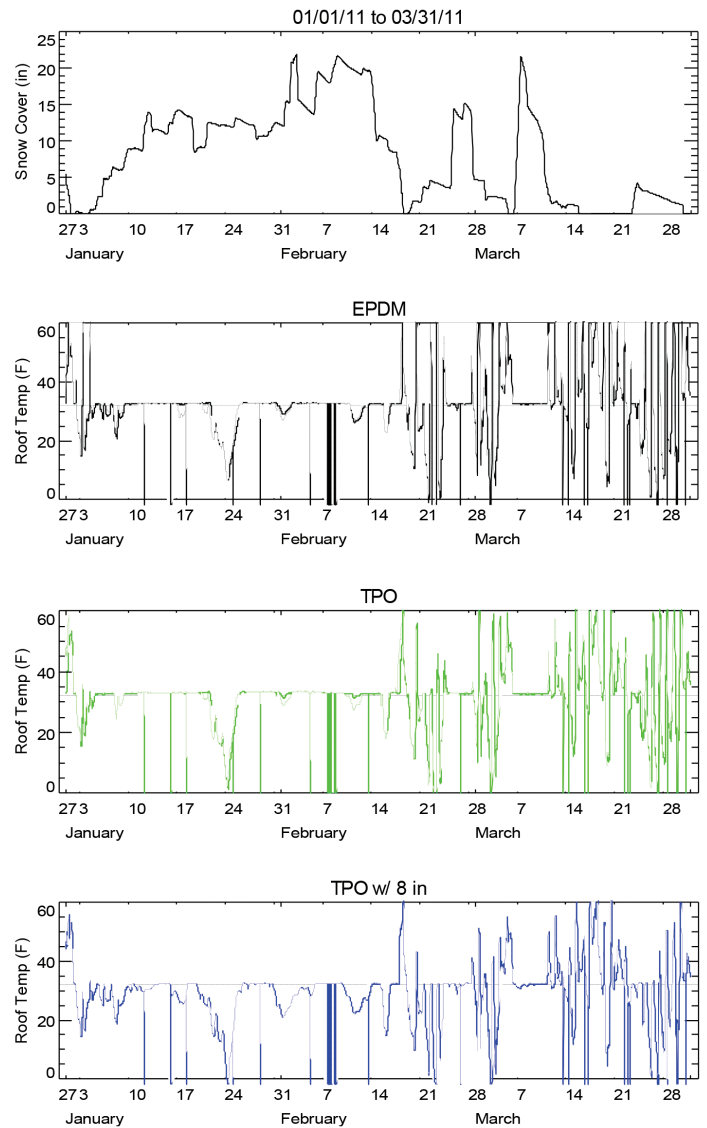 01/01/11 to 03/31/11
Snow Cover (in)
25
20
15
10
5
0
27 3 10 17 24 31 7 14 21 28 7 14 21 28
January February March
EPDM
Roof Temp (F)
60
40
20
0
27 3 10 17 24 31 7 14 21 28 7 14 21 28
January February March
TPO
Roof Temp (F)
60
40
20
0
27 3 10 17 24 31 7 14 21 28 7 14 21 28
January February March
TPO w/ 8 in
Roof Temp (F)
60
40
20
0
27 3 10 17 24 31 7 14 21 28 7 14 21 28
January February March